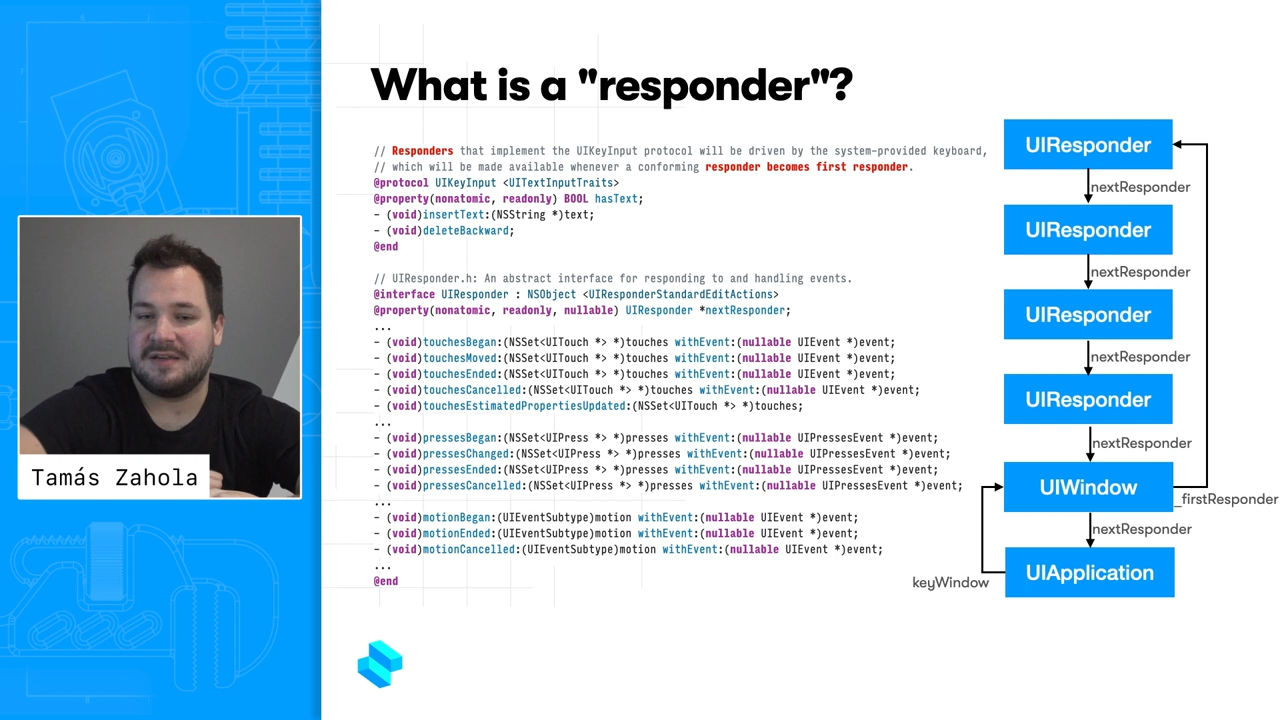 What is a "responder"?
// Responders that implement the UIKeyInput protocol will be driven by the system-provided keyboard,
// which will be made available whenever a conforming responder becomes first responder.
@protocol UIKeyInput <UITextInputTraits>
@property(nonatomic, readonly) BOOL hasText;
- (void)insertText:(NSString *)text;
- (void)deleteBackward;
@end
// UIResponder.h: An abstract interface for responding to and handling events.
@interface UIResponder : NSObject <UIResponderStandardEditActions>
@property(nonatomic, readonly, nullable) UIResponder *nextResponder;
...
- (void)touchesBegan:(NSSet<UITouch *> *)touches withEvent:(nullable UIEvent *)event;
- (void)touchesMoved:(NSSet<UITouch *> *)touches withEvent:(nullable UIEvent *)event;
- (void)touchesEnded:(NSSet<UITouch *> *)touches withEvent:(nullable UIEvent *)event;
- (void)touchesCancelled:(NSSet<UITouch *> *)touches withEvent:(nullable UIEvent *)event;
- (void)touchesEstimatedPropertiesUpdated:(NSSet<UITouch *> *)touches;
...
- (void)pressesBegan:(NSSet<UIPress *> *)presses withEvent:(nullable UIPressesEvent *)event;
- (void)pressesChanged:(NSSet<UIPress *> *)presses withEvent:(nullable UIPressesEvent *)event;
- (void)pressesEnded:(NSSet<UIPress *> *)presses withEvent:(nullable UIPressesEvent *)event;
- (void)pressesCancelled:(NSSet<UIPress *> *)presses withEvent:(nullable UIPressesEvent *)event;
...
- (void)motionBegan:(UIEventSubtype)motion withEvent:(nullable UIEvent *)event;
- (void)motionEnded:(UIEventSubtype)motion withEvent:(nullable UIEvent *)event;
- (void)motionCancelled:(UIEventSubtype)motion withEvent:(nullable UIEvent *)event;
...
@end
UIResponder
nextResponder
UIResponder
nextResponder
UIResponder
nextResponder
UIResponder
nextResponder
UIWindow
_firstResponder
nextResponder
UIApplication
keyWindow
Tamás Zahola